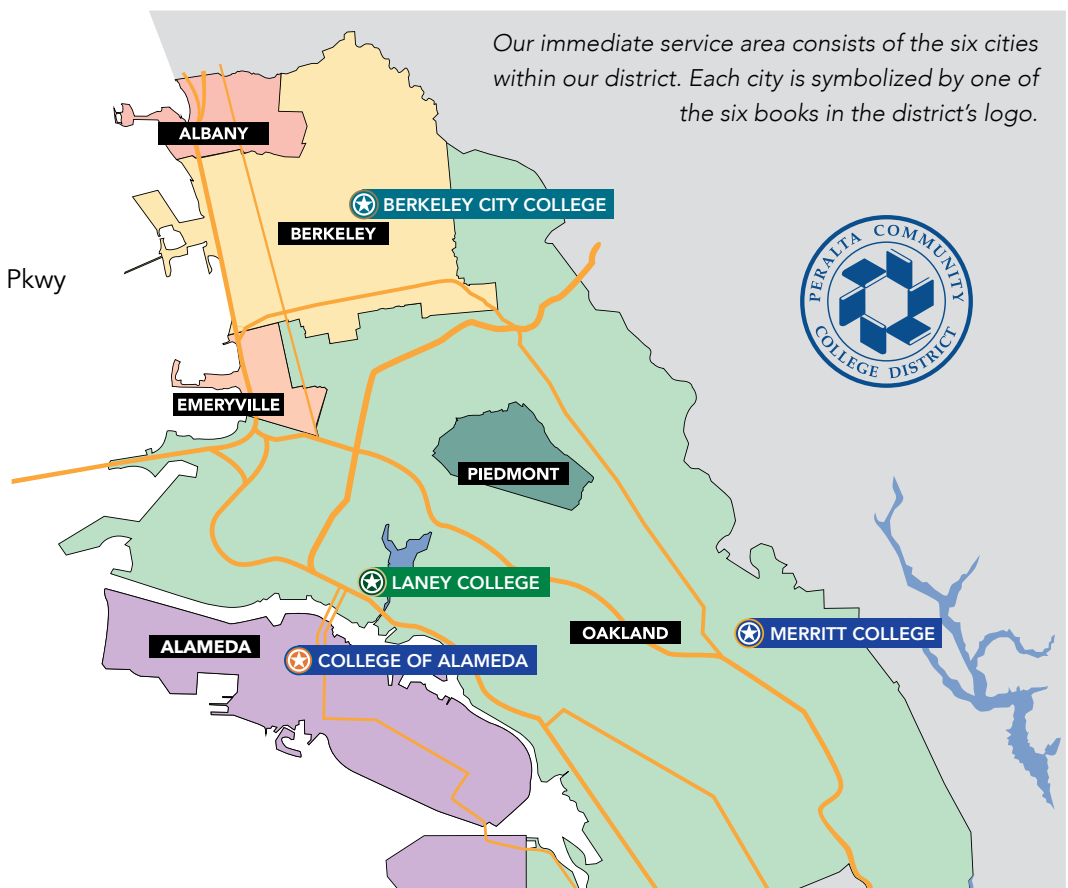 Our immediate service area consists of the six cities
within our district. Each city is symbolized by one of
the six books in the district's logo.
ALBANY
BERKELEY CITY COLLEGE
BERKELEY
PERALTA COMMUNITY
COLLEGE DISTRICT
Pkwy
EMERYVILLE
PIEDMONT
LANEY COLLEGE
OAKLAND
MERRITT COLLEGE
ALAMEDA
COLLEGE OF ALAMEDA